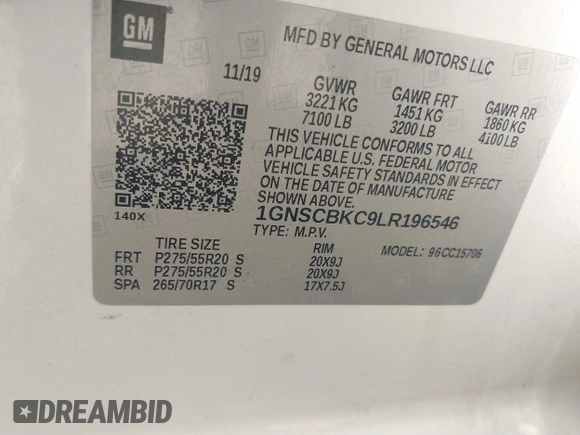 GM
MFD BY GENERAL MOTORS LLC
11/19
GVWR
3221 KG
7100 LB
GAWR FRT
1451 KG
3200 LB
GAWR RR
1860 KG
4100 LB
THIS VEHICLE CONFORMS TO ALL
APPLICABLE U.S. FEDERAL MOTOR
VEHICLE SAFETY STANDARDS IN EFFECT
ON THE DATE OF MANUFACTURE
SHOWN ABOVE.
140X
1GNSCBKC9LR196546
TYPE: M.P.V.
MODEL: 96CC15706
TIRE SIZE RIM
FRT P275/55R20 S 20X9J
RR P275/55R20 S 20X9J
SPA 265/70R17 S 17X7.5J
DREAMBID